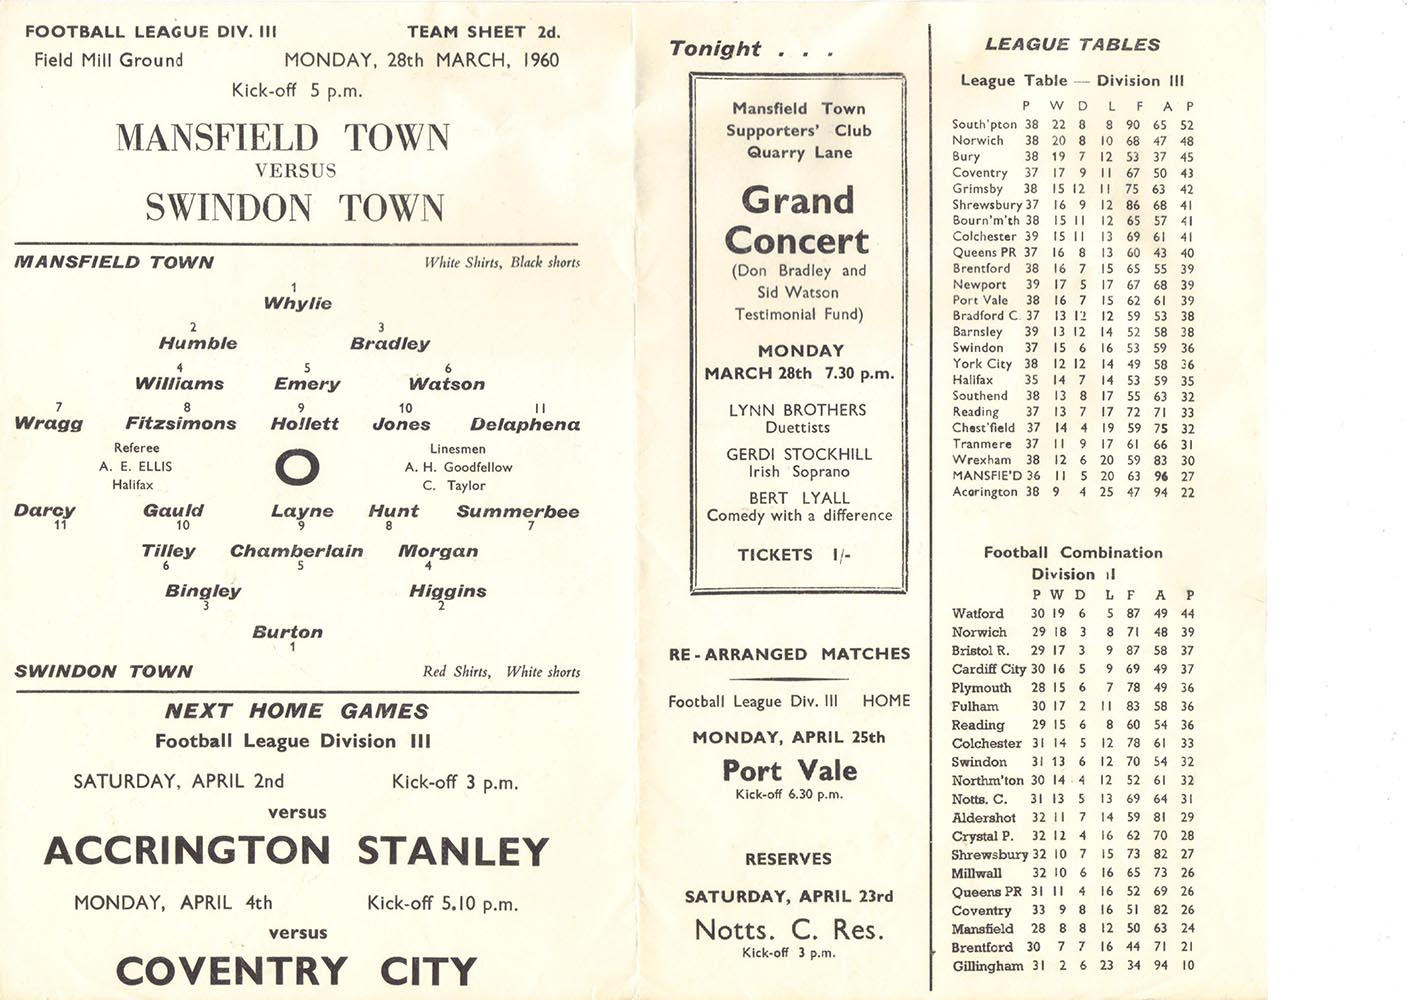 FOOTBALL LEAGUE DIV. III TEAM SHEET 2d.
Field Mill Ground MONDAY, 28th MARCH, 1960
Kick-off 5 p.m.
MANSFIELD TOWN
VERSUS
SWINDON TOWN
MANSFIELD TOWN White Shirts, Black shorts
1
Whylie
2 3
Humble Bradley
4 5 6
Williams Emery Watson
7 8 9 10 11
Wragg Fitzsimons Hollett Jones Delaphena
Referee Linesmen
A. E. ELLIS O A. H. Goodfellow
Halifax C. Taylor
Darcy Gauld Layne Hunt Summerbee
11 10 9 8 7
Tilley Chamberlain Morgan
6 5 4
Bingley Higgins
3 2
Burton
1
SWINDON TOWN Red Shirts, White shorts
NEXT HOME GAMES
Football League Division III
SATURDAY, APRIL 2nd Kick-off 3 p.m.
versus
ACCRINGTON STANLEY
MONDAY, APRIL 4th Kick-off 5.10 p.m.
versus
COVENTRY CITY
Tonight . . .
Mansfield Town
Supporters' Club
Quarry Lane
Grand
Concert
(Don Bradley and
Sid Watson
Testimonial Fund)
MONDAY
MARCH 28th 7.30 p.m.
LYNN BROTHERS
Duettists
GERDI STOCKHILL
Irish Soprano
BERT LYALL
Comedy with a difference
TICKETS 1/-
RE-ARRANGED MATCHES
Football League Div. III HOME
MONDAY, APRIL 25th
Port Vale
Kick-off 6.30 p.m.
RESERVES
SATURDAY, APRIL 23rd
Notts. C. Res.
Kick-off 3 p.m.
LEAGUE TABLES
League Table — Division III
P W D L F A P
South'pton 38 22 8 8 90 65 52
Norwich 38 20 8 10 68 47 48
Bury 38 19 7 12 53 37 45
Coventry 37 17 9 11 67 50 43
Grimsby 38 15 12 11 75 63 42
Shrewsbury 37 16 9 12 86 68 41
Bourn'm'th 38 15 11 12 65 57 41
Colchester 39 15 11 13 69 61 41
Queens PR 37 16 8 13 60 43 40
Brentford 38 16 7 15 65 55 39
Newport 39 17 5 17 67 68 39
Port Vale 38 16 7 15 62 61 39
Bradford C. 37 13 12 12 59 53 38
Barnsley 39 13 12 14 52 58 38
Swindon 37 15 6 16 53 59 36
York City 38 12 12 14 49 58 36
Halifax 35 14 7 14 53 59 35
Southend 38 13 8 17 55 63 32
Reading 37 13 7 17 72 71 33
Chest'field 37 14 4 19 59 75 32
Tranmere 37 11 9 17 61 66 31
Wrexham 38 12 6 20 59 83 30
MANSFIE'D 36 11 5 20 63 96 27
Accrington 38 9 4 25 47 94 22
Football Combination
Division II
P W D L F A P
Watford 30 19 6 5 87 49 44
Norwich 29 18 3 8 71 48 39
Bristol R. 29 17 3 9 87 58 37
Cardiff City 30 16 5 9 69 49 37
Plymouth 28 15 6 7 78 49 36
Fulham 30 17 2 11 83 58 36
Reading 29 15 6 8 60 54 36
Colchester 31 14 5 12 78 61 33
Swindon 31 13 6 12 70 54 32
Northm'ton 30 14 4 12 52 61 32
Notts. C. 31 13 5 13 69 64 31
Aldershot 32 11 7 14 59 81 29
Crystal P. 32 12 4 16 62 70 28
Shrewsbury 32 10 7 15 73 82 27
Millwall 32 10 6 16 65 73 26
Queens PR 31 11 4 16 52 69 26
Coventry 33 9 8 16 51 82 26
Mansfield 28 8 8 12 50 63 24
Brentford 30 7 7 16 44 71 21
Gillingham 31 2 6 23 34 94 10